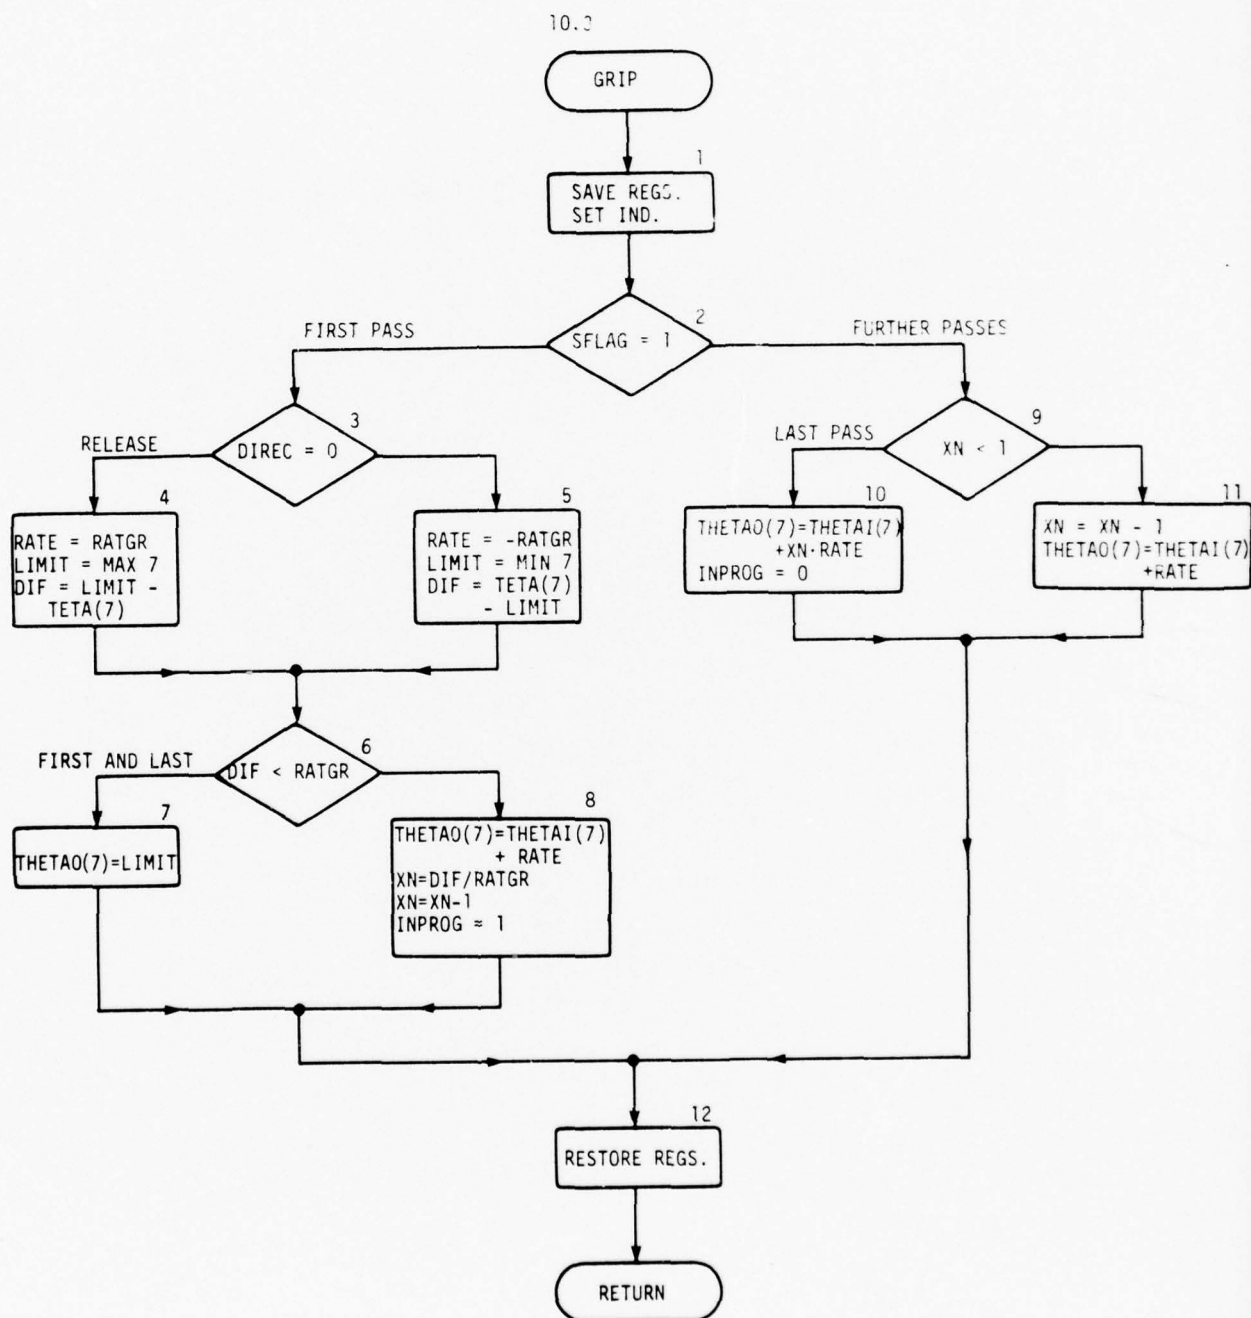 GRIP
1
SAVE REGS.
SET IND.
2
SFLAG = 1
FIRST PASS
FURTHER PASSES
3
DIREC = 0
RELEASE
9
XN < 1
LAST PASS
4
RATE = RATGR
LIMIT = MAX 7
DIF = LIMIT -
TETA(7)
5
RATE = -RATGR
LIMIT = MIN 7
DIF = TETA(7)
- LIMIT
10
THETAO(7)=THETAI(7)
+XN·RATE
INPROG = 0
11
XN = XN - 1
THETAO(7)=THETAI(7)
+RATE
6
DIF < RATGR
FIRST AND LAST
7
THETAO(7)=LIMIT
8
THETAO(7)=THETAI(7)
+ RATE
XN=DIF/RATGR
XN=XN-1
INPROG = 1
12
RESTORE REGS.
RETURN